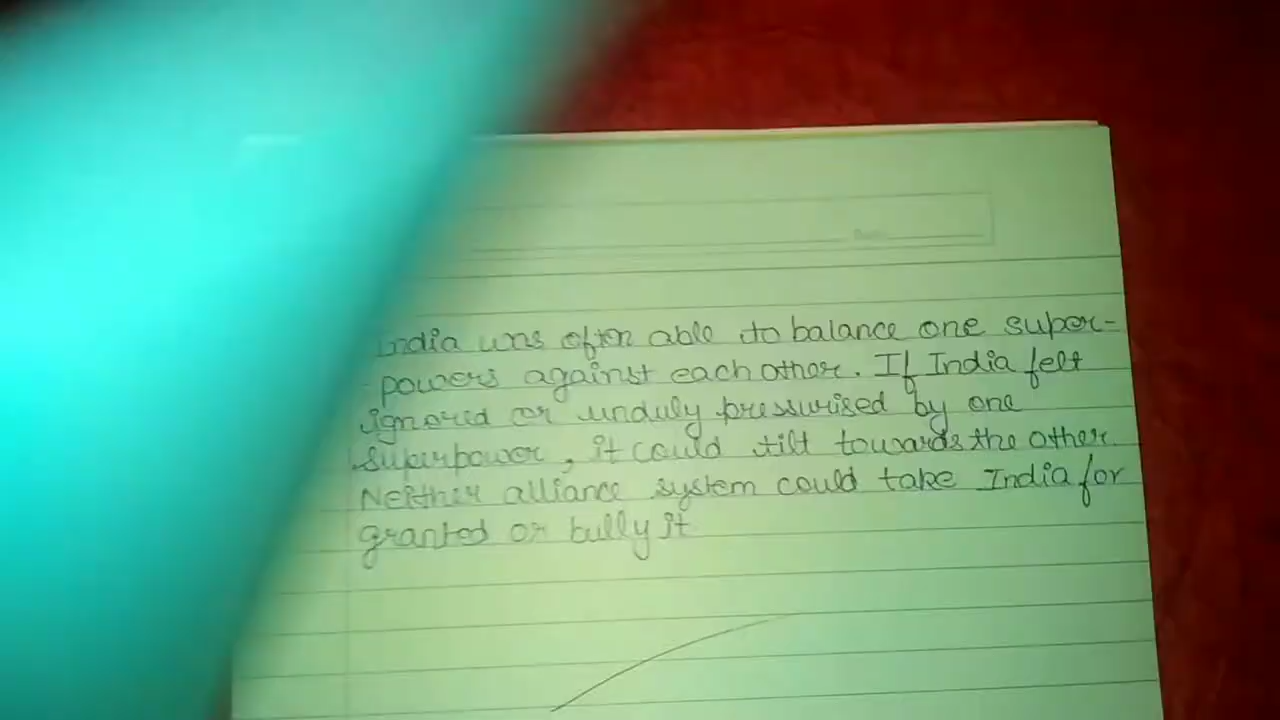 India was often able to balance one super-
-powers against each other. If India felt
ignored or unduly pressurised by one
superpower, it could tilt towards the other.
Neither alliance system could take India for
granted or bully it